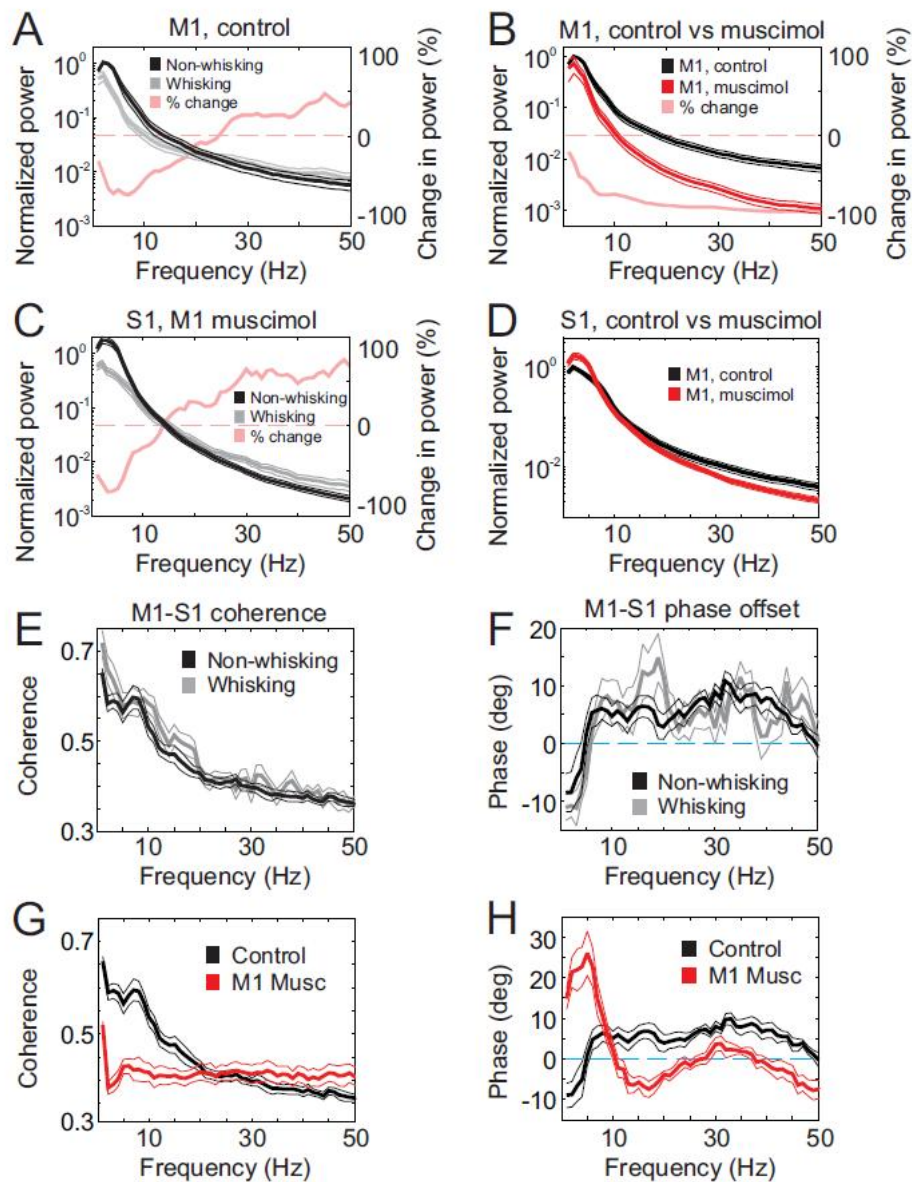 A
M1, control
Normalized power
10⁰
10⁻¹
10⁻²
10⁻³
Non-whisking
Whisking
% change
100
0
-100
Change in power (%)
10 30 50
Frequency (Hz)
B
M1, control vs muscimol
Normalized power
10⁰
10⁻¹
10⁻²
10⁻³
M1, control
M1, muscimol
% change
100
0
-100
Change in power (%)
10 30 50
Frequency (Hz)
C
S1, M1 muscimol
Normalized power
10⁰
10⁻¹
10⁻²
10⁻³
Non-whisking
Whisking
% change
100
0
-100
Change in power (%)
10 30 50
Frequency (Hz)
D
S1, control vs muscimol
Normalized power
10⁰
10⁻²
M1, control
M1, muscimol
10 30 50
Frequency (Hz)
E
M1-S1 coherence
Coherence
0.7
0.5
0.3
Non-whisking
Whisking
10 30 50
Frequency (Hz)
F
M1-S1 phase offset
Phase (deg)
20
10
0
-10
Non-whisking
Whisking
10 30 50
Frequency (Hz)
G
Coherence
0.7
0.5
0.3
Control
M1 Musc
10 30 50
Frequency (Hz)
H
Phase (deg)
30
20
10
0
-10
Control
M1 Musc
10 30 50
Frequency (Hz)